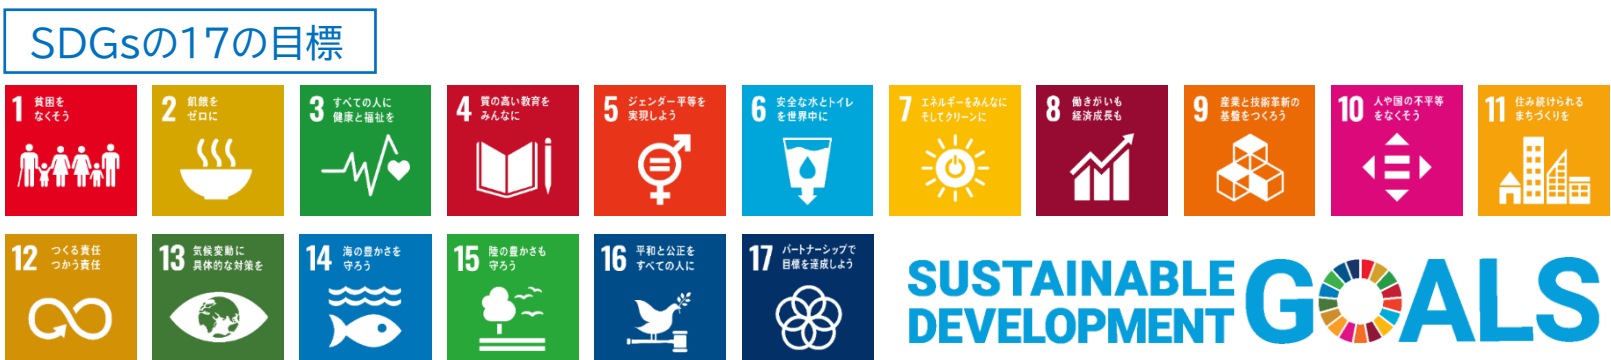 SDGsの17の目標
1 貧困を
なくそう
2 飢餓を
ゼロに
3 すべての人に
健康と福祉を
4 質の高い教育を
みんなに
5 ジェンダー平等を
実現しよう
6 安全な水とトイレ
を世界中に
7 エネルギーをみんなに
そしてクリーンに
8 働きがいも
経済成長も
9 産業と技術革新の
基盤をつくろう
10 人や国の不平等
をなくそう
11 住み続けられる
まちづくりを
12 つくる責任
つかう責任
13 気候変動に
具体的な対策を
14 海の豊かさを
守ろう
15 陸の豊かさも
守ろう
16 平和と公正を
すべての人に
17 パートナーシップで
目標を達成しよう
SUSTAINABLE
DEVELOPMENT
GOALS